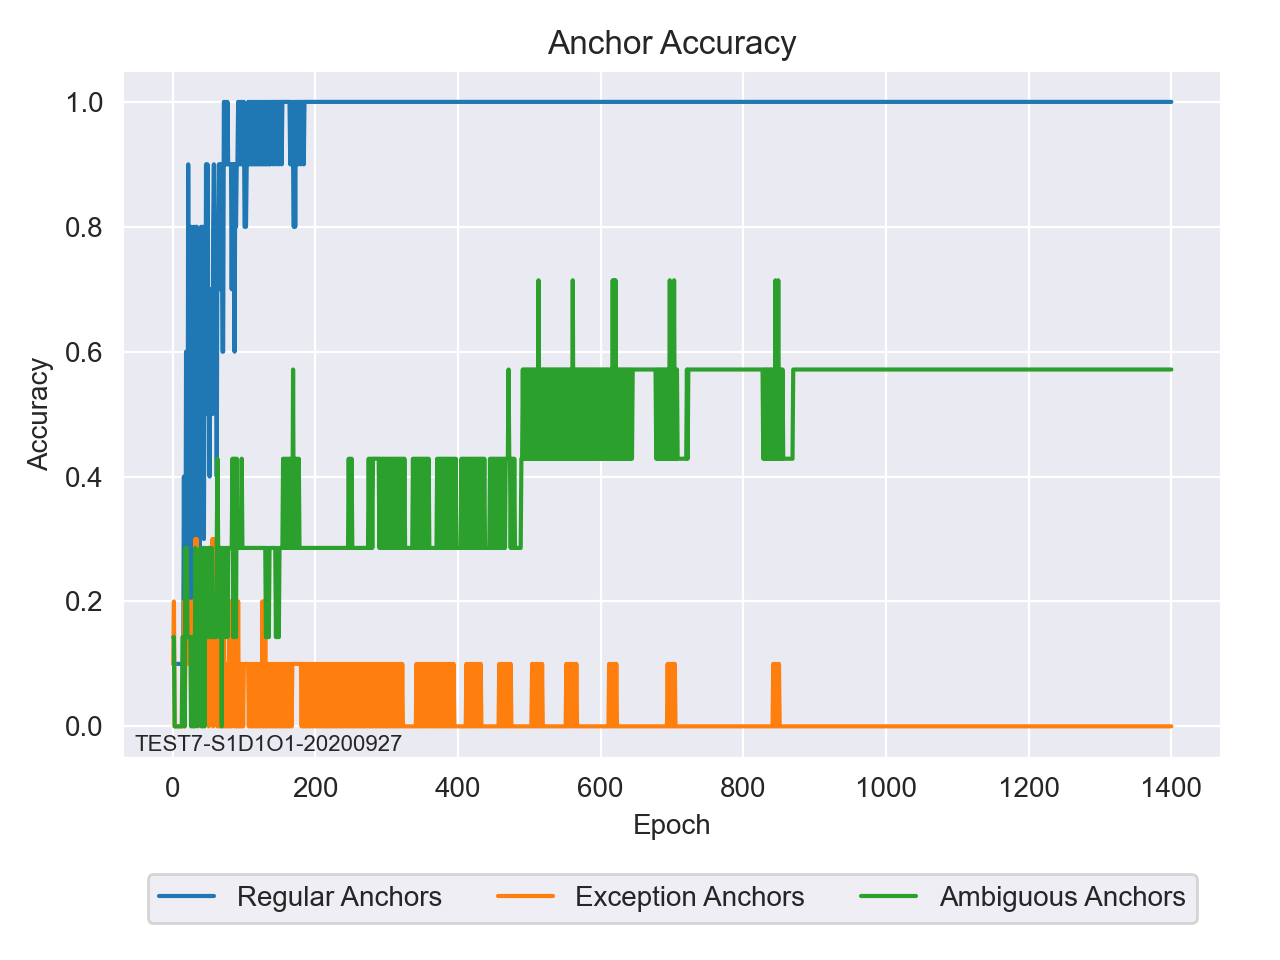 Anchor Accuracy
1.0
0.8
0.6
0.4
0.2
0.0
Accuracy
TEST7-S1D1O1-20200927
0 200 400 600 800 1000 1200 1400
Epoch
Regular Anchors Exception Anchors Ambiguous Anchors